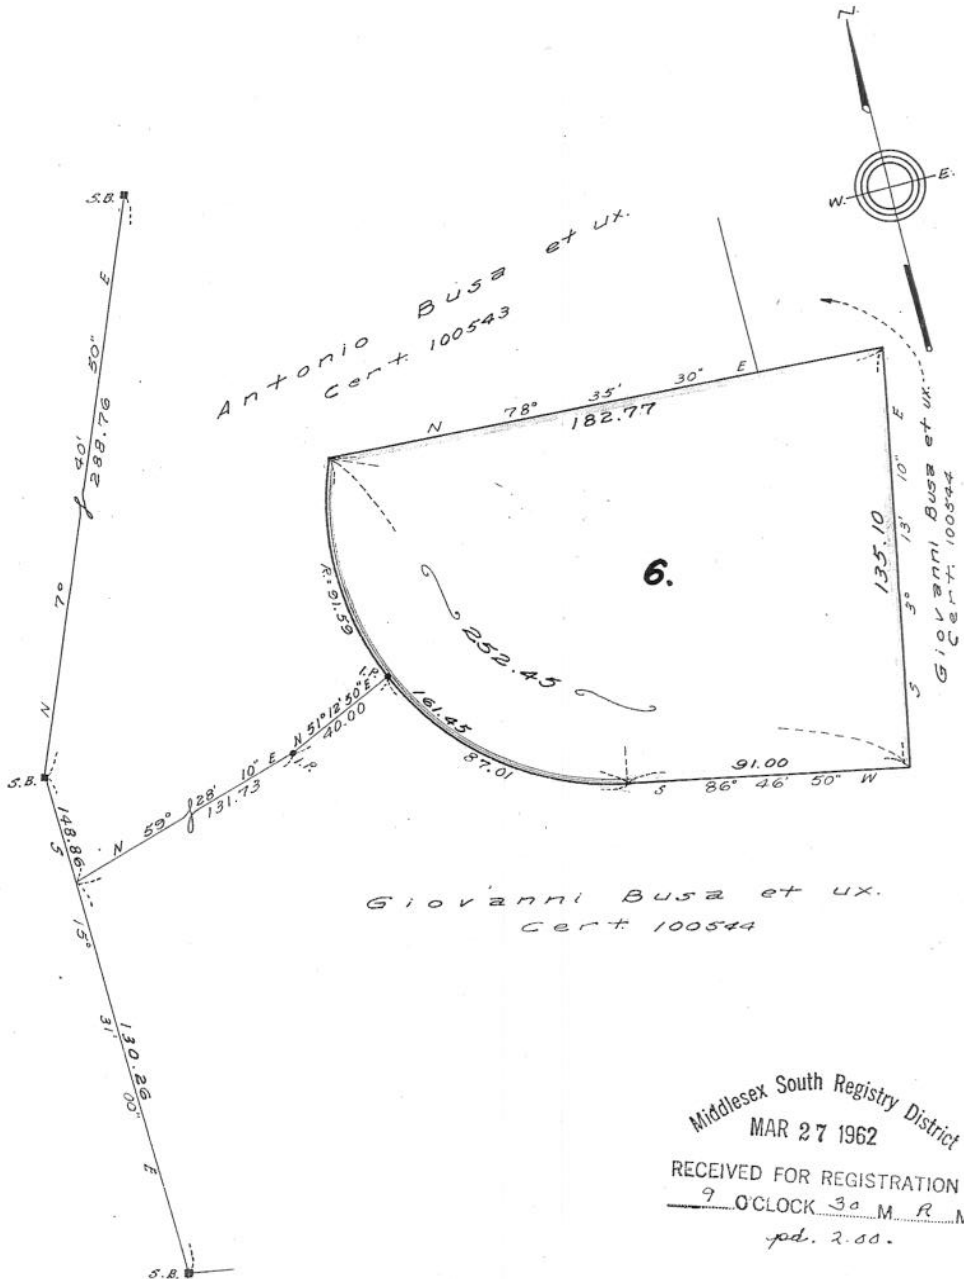 N
E.
W.
S.B.
N 7° 40' 50" E
288.76
Antonio Busa et ux.
Cert. 100543
N 78° 35' 30" E
182.77
S 3° 13' 10" E
135.10
Giovanni Busa et ux.
Cert. 100544
6.
R=91.59
252.45
161.45
87.01
I.P.
N 51° 12' 50" E
40.00
I.P.
N 59° 28' 10" E
131.73
91.00
S 86° 46' 50" W
S.B.
148.86
S 15° 31' 00" E
130.26
S.B.
Giovanni Busa et ux.
Cert. 100544
Middlesex South Registry District
MAR 27 1962
RECEIVED FOR REGISTRATION
9 O'CLOCK 30 M A M
pd. 2.00.